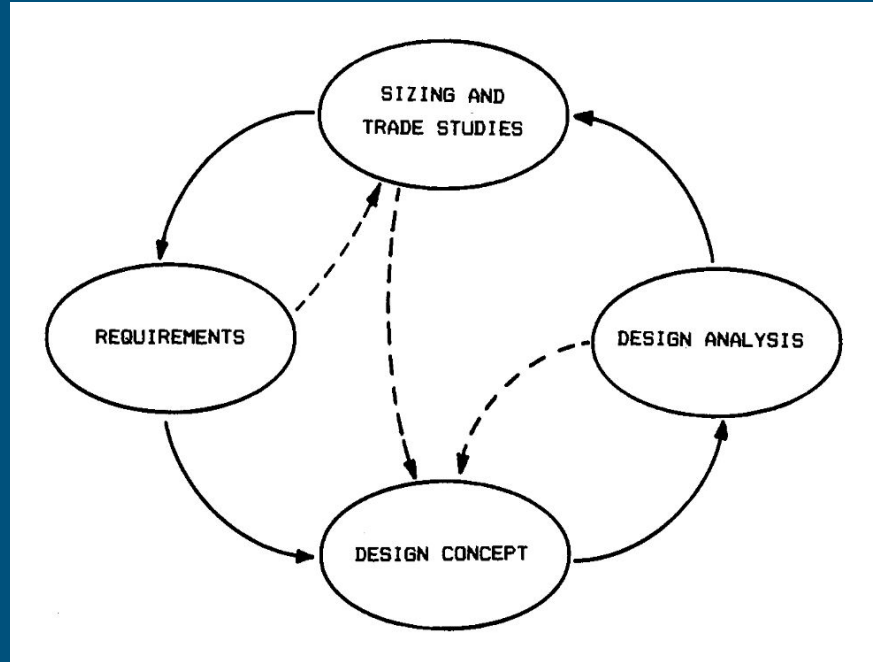 SIZING AND
TRADE STUDIES
REQUIREMENTS
DESIGN ANALYSIS
DESIGN CONCEPT